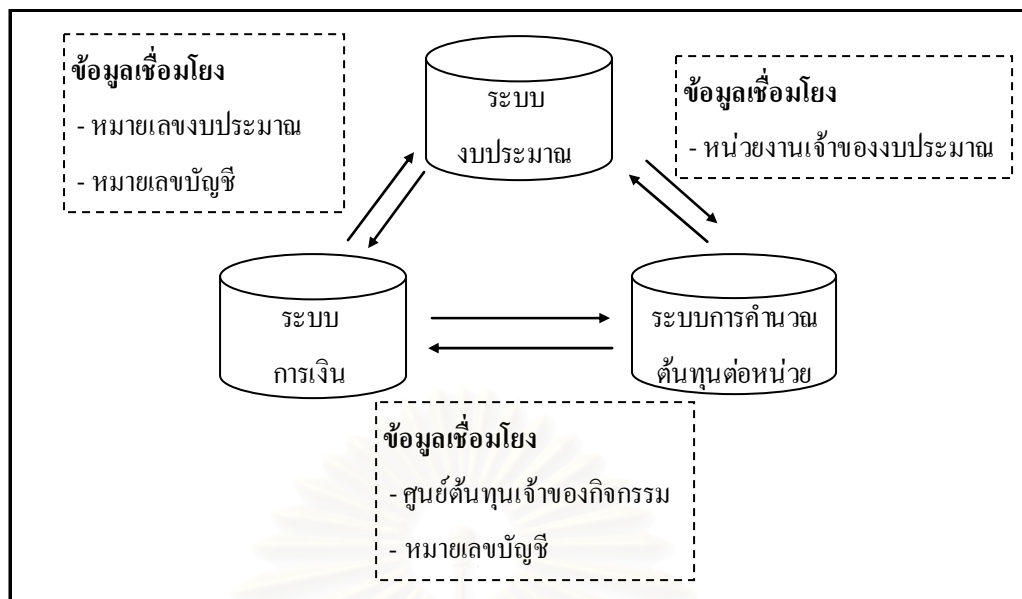 ข้อมูลเชื่อมโยง
- หมายเลขงบประมาณ
- หมายเลขบัญชี
ระบบ
งบประมาณ
ข้อมูลเชื่อมโยง
- หน่วยงานเจ้าของงบประมาณ
ระบบ
การเงิน
ระบบการคำนวณ
ต้นทุนต่อหน่วย
ข้อมูลเชื่อมโยง
- ศูนย์ต้นทุนเจ้าของกิจกรรม
- หมายเลขบัญชี